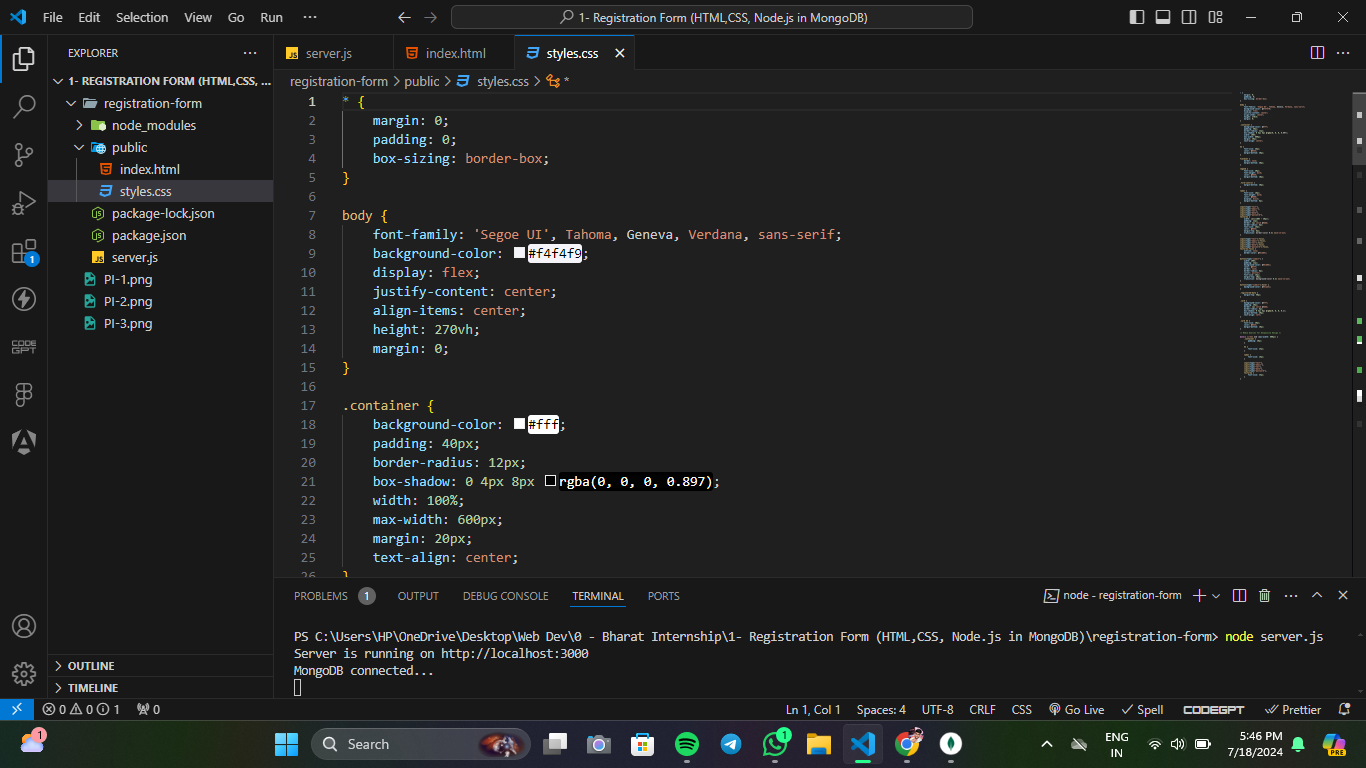 File Edit Selection View Go Run ··· 1- Registration Form (HTML,CSS, Node.js in MongoDB)
EXPLORER
1- REGISTRATION FORM (HTML,CSS, ...
registration-form
node_modules
public
index.html
styles.css
package-lock.json
package.json
server.js
PI-1.png
PI-2.png
PI-3.png
OUTLINE
TIMELINE
1
CODE
GPT
server.js index.html styles.css
registration-form > public > styles.css > *
1 * {
2 margin: 0;
3 padding: 0;
4 box-sizing: border-box;
5 }
6
7 body {
8 font-family: 'Segoe UI', Tahoma, Geneva, Verdana, sans-serif;
9 background-color: #f4f4f9;
10 display: flex;
11 justify-content: center;
12 align-items: center;
13 height: 270vh;
14 margin: 0;
15 }
16
17 .container {
18 background-color: #fff;
19 padding: 40px;
20 border-radius: 12px;
21 box-shadow: 0 4px 8px rgba(0, 0, 0, 0.897);
22 width: 100%;
23 max-width: 600px;
24 margin: 20px;
25 text-align: center;
26 }
PROBLEMS 1 OUTPUT DEBUG CONSOLE TERMINAL PORTS node - registration-form
PS C:\Users\HP\OneDrive\Desktop\Web Dev\0 - Bharat Internship\1- Registration Form (HTML,CSS, Node.js in MongoDB)\registration-form> node server.js
Server is running on http://localhost:3000
MongoDB connected...
0 0 1 0 Ln 1, Col 1 Spaces: 4 UTF-8 CRLF CSS Go Live Spell CODEGPT Prettier
1 Search 1 ENG 5:46 PM
IN 7/18/2024 PRE